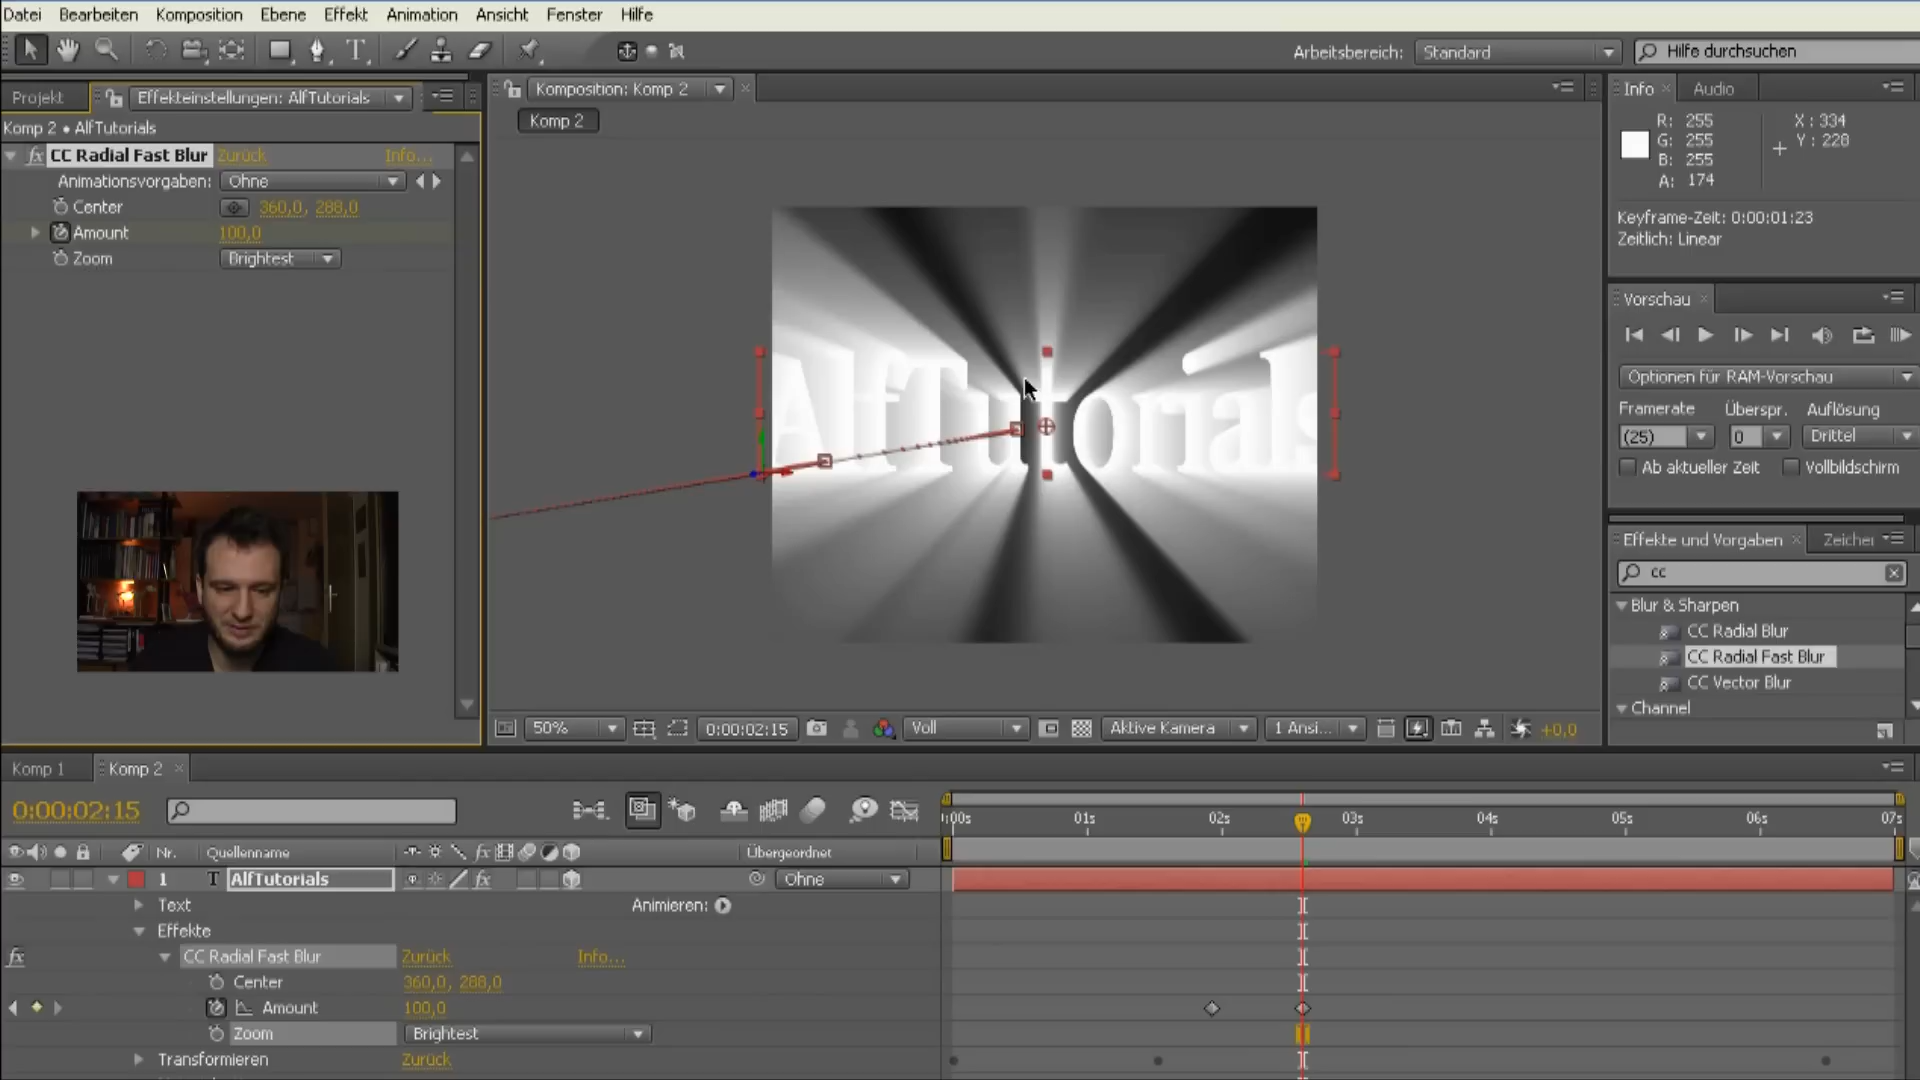 Datei Bearbeiten Komposition Ebene Effekt Animation Ansicht Fenster Hilfe
Arbeitsbereich: Standard Hilfe durchsuchen
Projekt Effekteinstellungen: AlfTutorials
Komp 2 • AlfTutorials
fx CC Radial Fast Blur Zurück Info...
Animationsvorgaben: Ohne
Center 360,0, 288,0
Amount 100,0
Zoom Brightest
Komposition: Komp 2
Komp 2
AlfTutorials
50% 0:00:02:15 Voll Aktive Kamera 1 Ansi... +0,0
Info Audio
R: 255
G: 255
B: 255
A: 174
X : 334
Y : 228
Keyframe-Zeit: 0:00:01:23
Zeitlich: Linear
Vorschau
Optionen für RAM-Vorschau
Framerate Überspr. Auflösung
(25) 0 Drittel
Ab aktueller Zeit Vollbildschirm
Effekte und Vorgaben Zeichen
cc
Blur & Sharpen
CC Radial Blur
CC Radial Fast Blur
CC Vector Blur
Channel
Komp 1 Komp 2
0:00:02:15
:00s 01s 02s 03s 04s 05s 06s 07s
Nr. Quellenname fx Übergeordnet
1 T AlfTutorials fx Ohne
Text Animieren:
Effekte
fx CC Radial Fast Blur Zurück Info...
Center 360,0, 288,0
Amount 100,0
Zoom Brightest
Transformieren Zurück